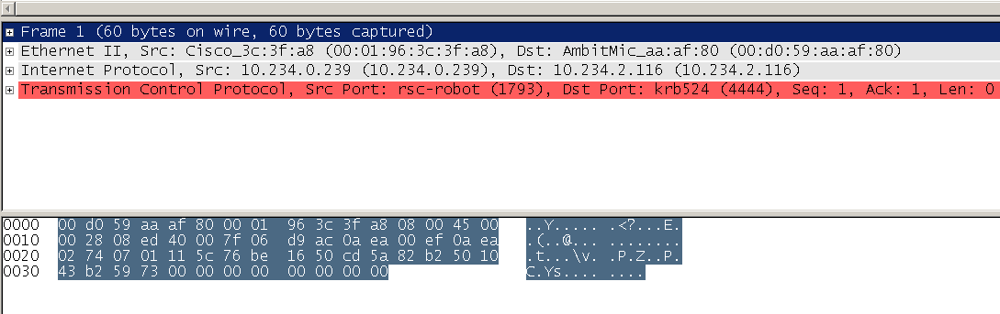 Frame 1 (60 bytes on wire, 60 bytes captured)
Ethernet II, Src: Cisco_3c:3f:a8 (00:01:96:3c:3f:a8), Dst: AmbitMic_aa:af:80 (00:d0:59:aa:af:80)
Internet Protocol, Src: 10.234.0.239 (10.234.0.239), Dst: 10.234.2.116 (10.234.2.116)
Transmission Control Protocol, Src Port: rsc-robot (1793), Dst Port: krb524 (4444), Seq: 1, Ack: 1, Len: 0
0000 00 d0 59 aa af 80 00 01 96 3c 3f a8 08 00 45 00 ..Y..... .<?...E.
0010 00 28 08 ed 40 00 7f 06 d9 ac 0a ea 00 ef 0a ea .(..@... ........
0020 02 74 07 01 11 5c 76 be 16 50 cd 5a 82 b2 50 10 .t...\v. .P.Z..P.
0030 43 b2 59 73 00 00 00 00 00 00 00 00 C.Ys.... ....